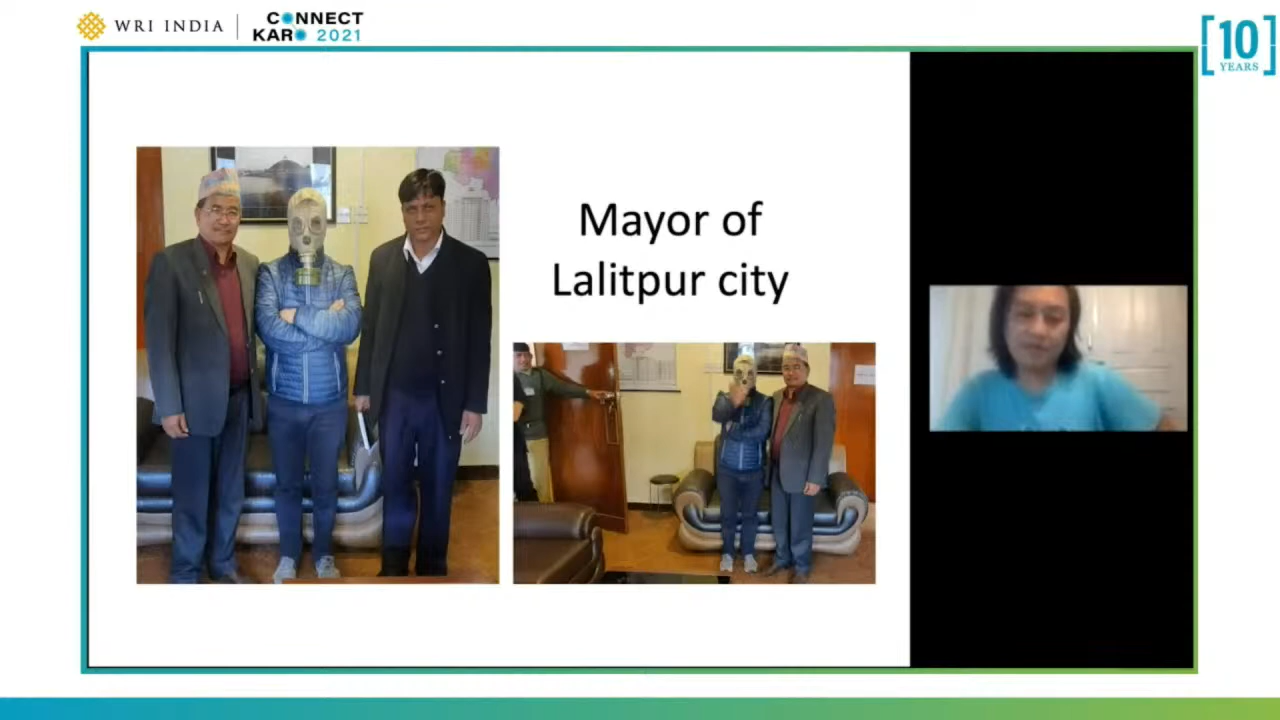 WRI INDIA
CONNECT
KARO 2021
10
YEARS
Mayor of
Lalitpur city